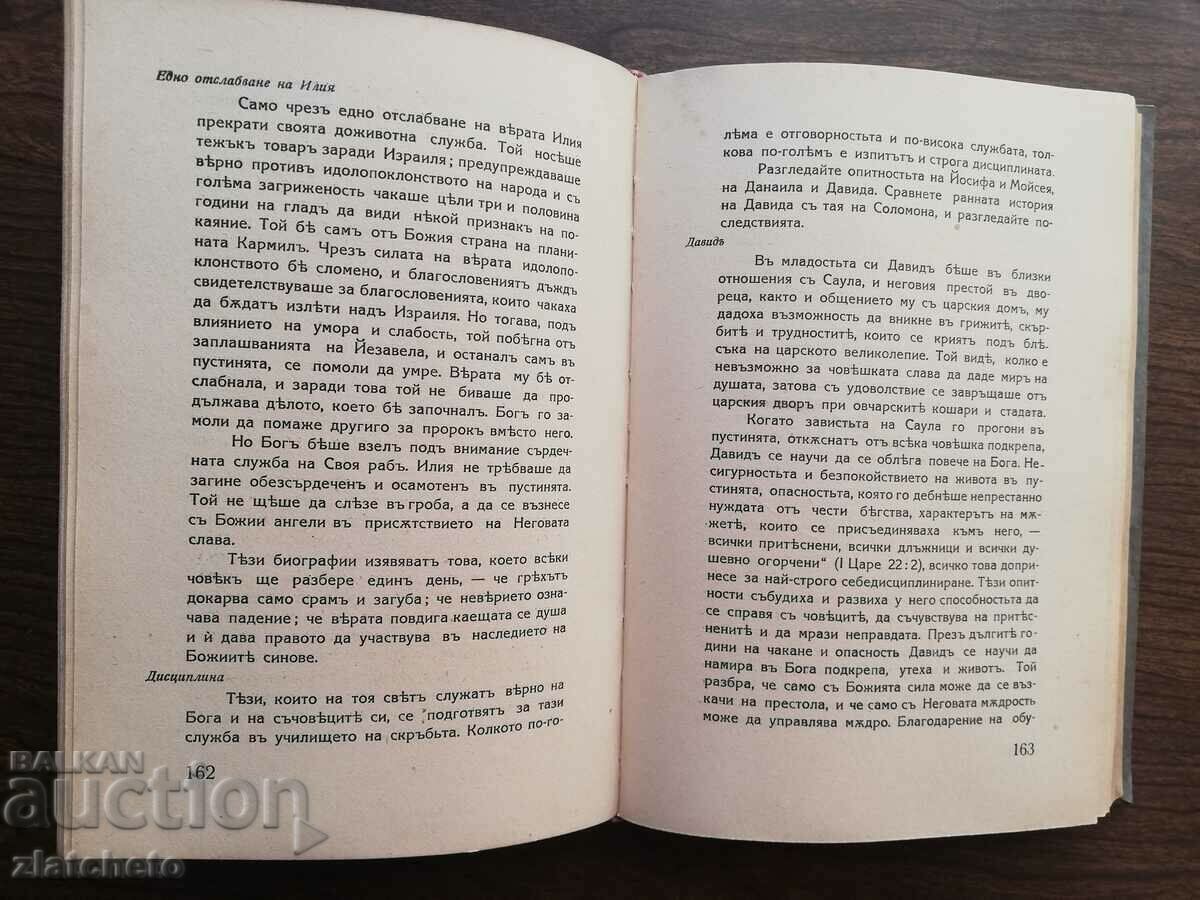 Едно отслабване на Илия
Само чрезъ едно отслабване на вѣрата Илия
прекрати своята доживотна служба. Той носѣше
тежъкъ товаръ заради Израиля; предупреждаваше
вѣрно противъ идолопоклонството на народа и съ
голѣма загриженость чакаше цѣли три и половина
години на гладъ да види нѣкой признакъ на по-
каяние. Той бѣ самъ отъ Божия страна на плани-
ната Кармилъ. Чрезъ силата на вѣрата идолопо-
клонството бѣ сломено, и благословениятъ дъждъ
свидетелствуваше за благословенията, които чакаха
да бѫдатъ излѣти надъ Израиля. Но тогава, подъ
влиянието на умора и слабость, той побѣгна отъ
заплашванията на Йезавела, и останалъ самъ въ
пустинята, се помоли да умре. Вѣрата му бѣ от-
слабнала, и заради това той не биваше да про-
дължава дѣлото, което бѣ започналъ. Богъ го за-
моли да помаже другиго за пророкъ вмѣсто него.
Но Богъ бѣше взелъ подъ внимание сърдеч-
ната служба на Своя рабъ. Илия не трѣбваше да
загине обезсърдеченъ и осамотенъ въ пустинята.
Той не щѣше да слѣзе въ гроба, а да се възнесе
съ Божии ангели въ присѫтствието на Неговата
слава.
Тѣзи биографии изявяватъ това, което всѣки
човѣкъ ще разбере единъ день, — че грѣхътъ
докарва само срамъ и загуба; че невѣрието озна-
чава падение; че вѣрата повдига каещата се душа
и ѝ дава правото да участвува въ наследието на
Божиитѣ синове.
Дисциплина
Тѣзи, които на тоя свѣтъ служатъ вѣрно на
Бога и на съчовѣцитѣ си, се подготвятъ за тази
служба въ училището на скръбьта. Колкото по-го-
162
лѣма е отговорностьта и по-висока службата, тол-
кова по-голѣмъ е изпитътъ и строга дисциплината.
Разгледайте опитностьта на Йосифа и Мойсея,
на Данаила и Давида. Сравнете ранната история
на Давида съ тая на Соломона, и разгледайте по-
следствията.
Давидъ
Въ младостьта си Давидъ бѣше въ близки
отношения съ Саула, и неговия престой въ дво-
реца, както и общението му съ царския домъ, му
дадоха възможность да вникне въ грижитѣ, скър-
битѣ и трудноститѣ, които се криятъ подъ блѣ-
съка на царското великолепие. Той видѣ, колко е
невъзможно за човѣшката слава да даде миръ на
душата, затова съ удоволствие се завръщаше отъ
царския дворъ при овчарскитѣ кошари и стадата.
Когато завистьта на Саула го прогони въ
пустинята, откѫснатъ отъ всѣка човѣшка подкрепа,
Давидъ се научи да се облѣга повече на Бога. Не-
сигурностьта и безпокойствието на живота въ пу-
стинята, опасностьта, която го дебнѣше непрестанно
нуждата отъ чести бѣгства, характерътъ на мѫ-
жетѣ, които се присъединяваха къмъ него, —
всички притѣснени, всички длъжници и всички ду-
шевно огорчени“ (I Царе 22:2), всичко това допри-
несе за най-строго себедисциплиниране. Тѣзи опит-
ности събудиха и развиха у него способностьта да
се справя съ човѣцитѣ, да съчувствува на притѣс-
ненитѣ и да мрази неправдата. Презъ дългитѣ го-
дини на чакане и опасность Давидъ се научи да
намира въ Бога подкрепа, утеха и животъ. Той
разбра, че само съ Божията сила може да се въз-
качи на престола, и че само съ Неговата мѫдрость
може да управлява мѫдро. Благодарение на обу-
163
BALKAN
auction
zlatcheto